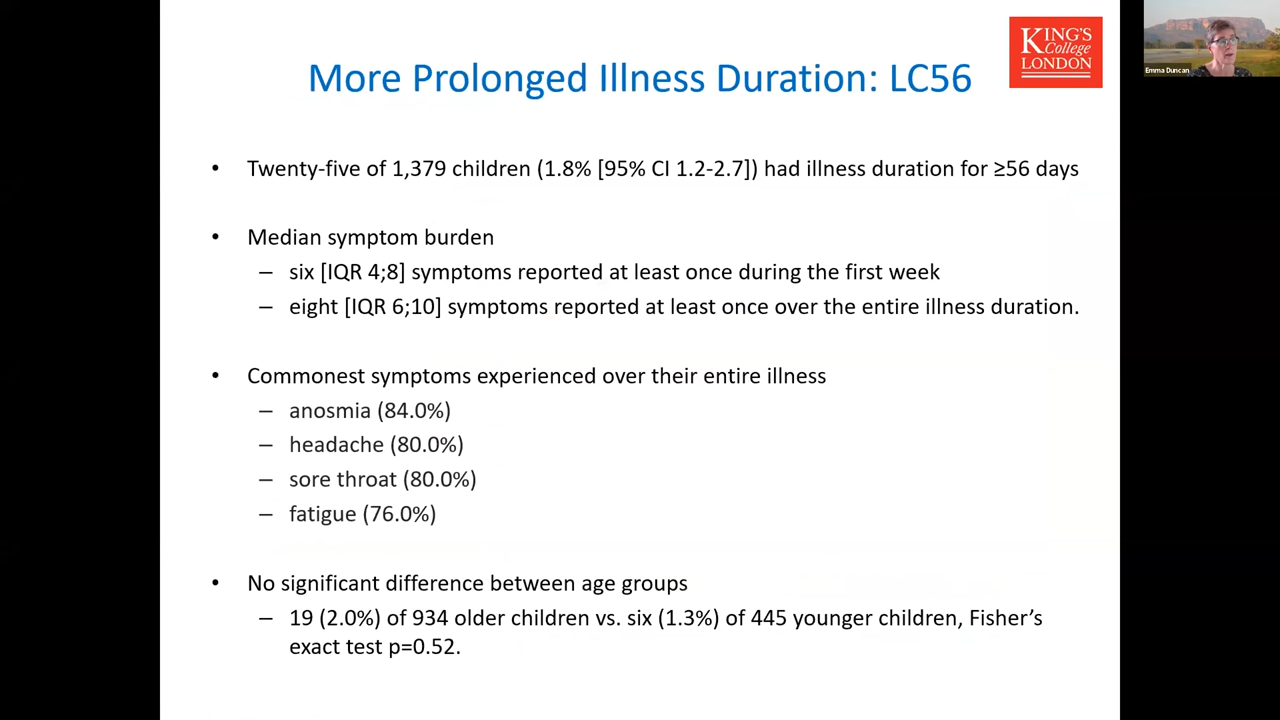 KING'S
College
LONDON
Emma Duncan
More Prolonged Illness Duration: LC56
• Twenty-five of 1,379 children (1.8% [95% CI 1.2-2.7]) had illness duration for ≥56 days
• Median symptom burden
– six [IQR 4;8] symptoms reported at least once during the first week
– eight [IQR 6;10] symptoms reported at least once over the entire illness duration.
• Commonest symptoms experienced over their entire illness
– anosmia (84.0%)
– headache (80.0%)
– sore throat (80.0%)
– fatigue (76.0%)
• No significant difference between age groups
– 19 (2.0%) of 934 older children vs. six (1.3%) of 445 younger children, Fisher’s
exact test p=0.52.